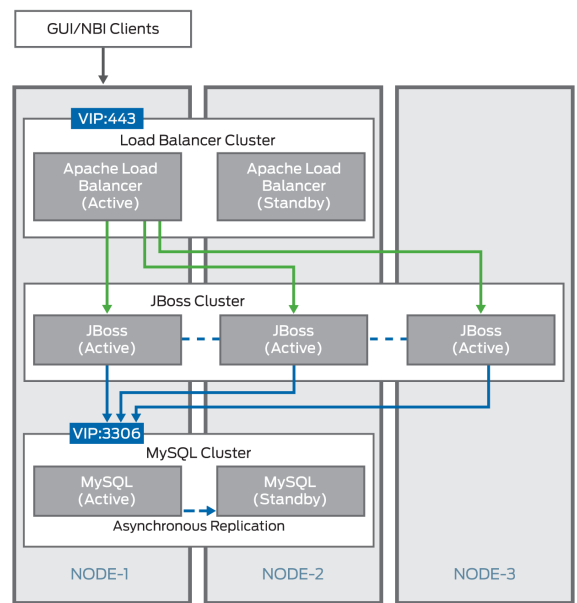 GUI/NBI Clients
VIP:443
Load Balancer Cluster
Apache Load
Balancer
(Active)
Apache Load
Balancer
(Standby)
JBoss Cluster
JBoss
(Active)
JBoss
(Active)
JBoss
(Active)
VIP:3306
MySQL Cluster
MySQL
(Active)
MySQL
(Standby)
Asynchronous Replication
NODE-1
NODE-2
NODE-3